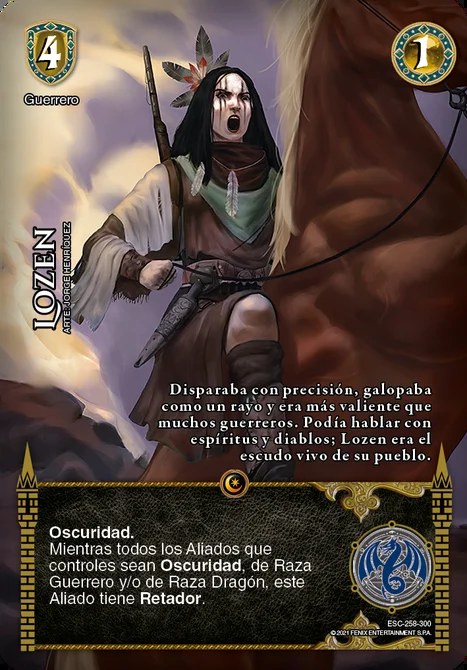 4
1
Guerrero
LOZEN
ARTE: JORGE HENRÍQUEZ
Disparaba con precisión, galopaba
como un rayo y era más valiente que
muchos guerreros. Podía hablar con
espíritus y diablos; Lozen era el
escudo vivo de su pueblo.
Oscuridad.
Mientras todos los Aliados que
controles sean Oscuridad, de Raza
Guerrero y/o de Raza Dragón, este
Aliado tiene Retador.
ESC-258-300
©2021 FENIX ENTERTAINMENT S.P.A.